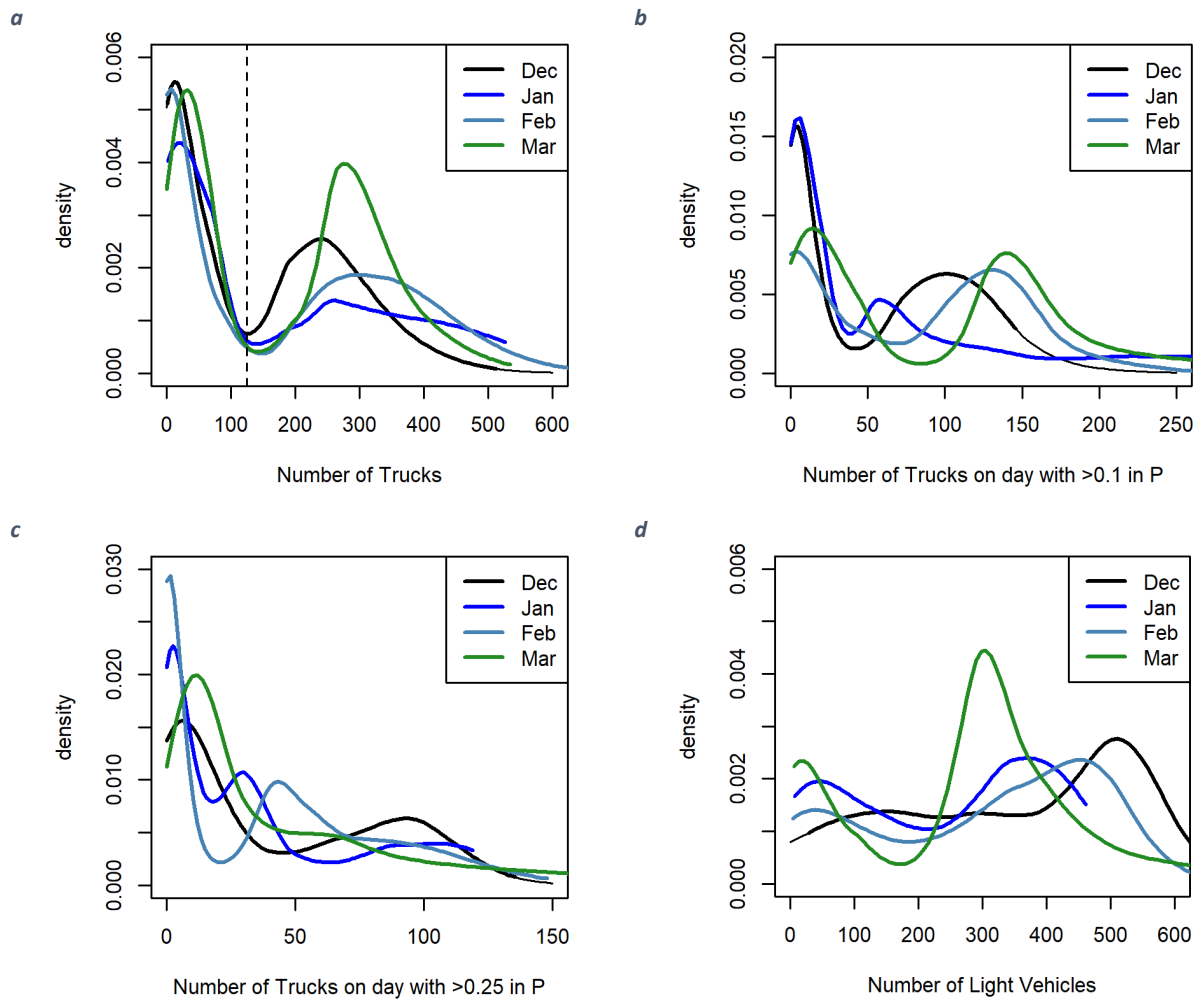 a
density
0.000
0.002
0.004
0.006
0 100 200 300 400 500 600
Number of Trucks
Dec
Jan
Feb
Mar
b
density
0.000
0.005
0.010
0.015
0.020
0 50 100 150 200 250
Number of Trucks on day with >0.1 in P
Dec
Jan
Feb
Mar
c
density
0.000
0.010
0.020
0.030
0 50 100 150
Number of Trucks on day with >0.25 in P
Dec
Jan
Feb
Mar
d
density
0.000
0.002
0.004
0.006
0 100 200 300 400 500 600
Number of Light Vehicles
Dec
Jan
Feb
Mar